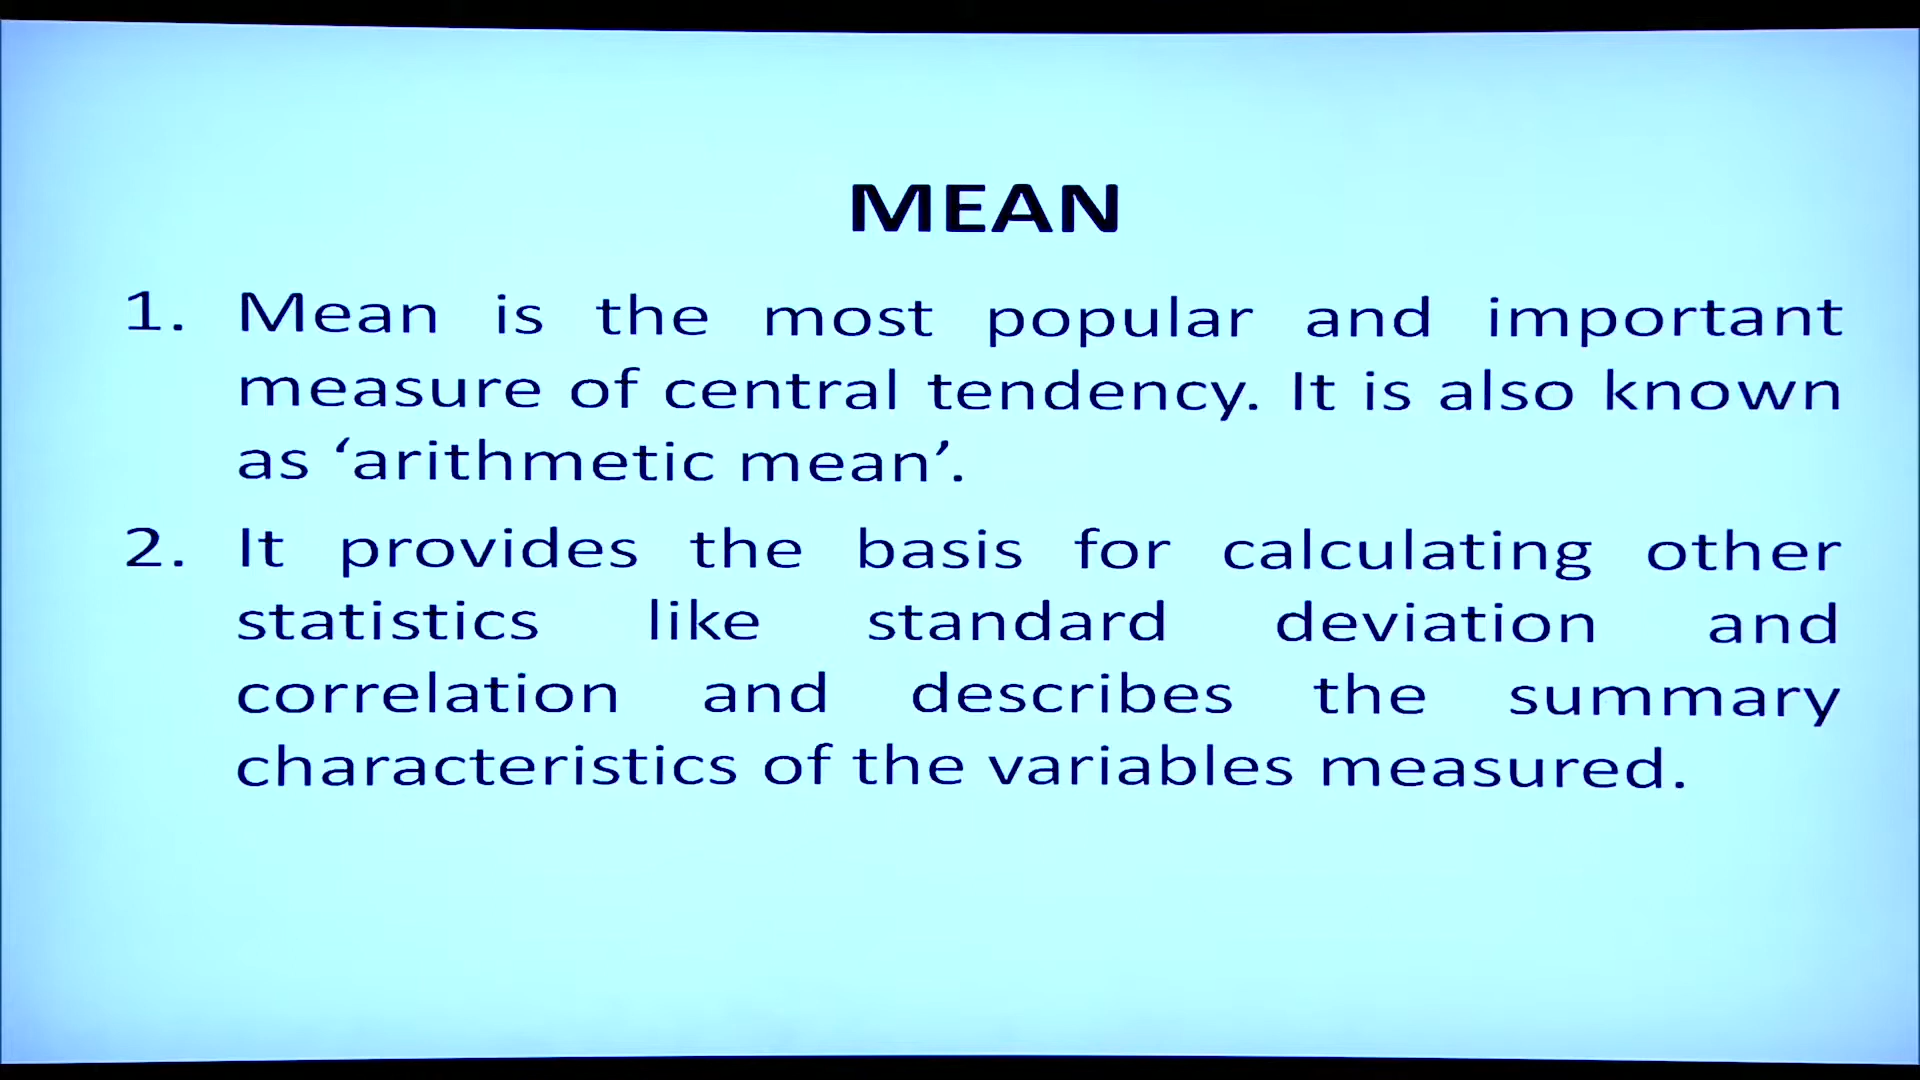 MEAN
1. Mean is the most popular and important
measure of central tendency. It is also known
as ‘arithmetic mean’.
2. It provides the basis for calculating other
statistics like standard deviation and
correlation and describes the summary
characteristics of the variables measured.